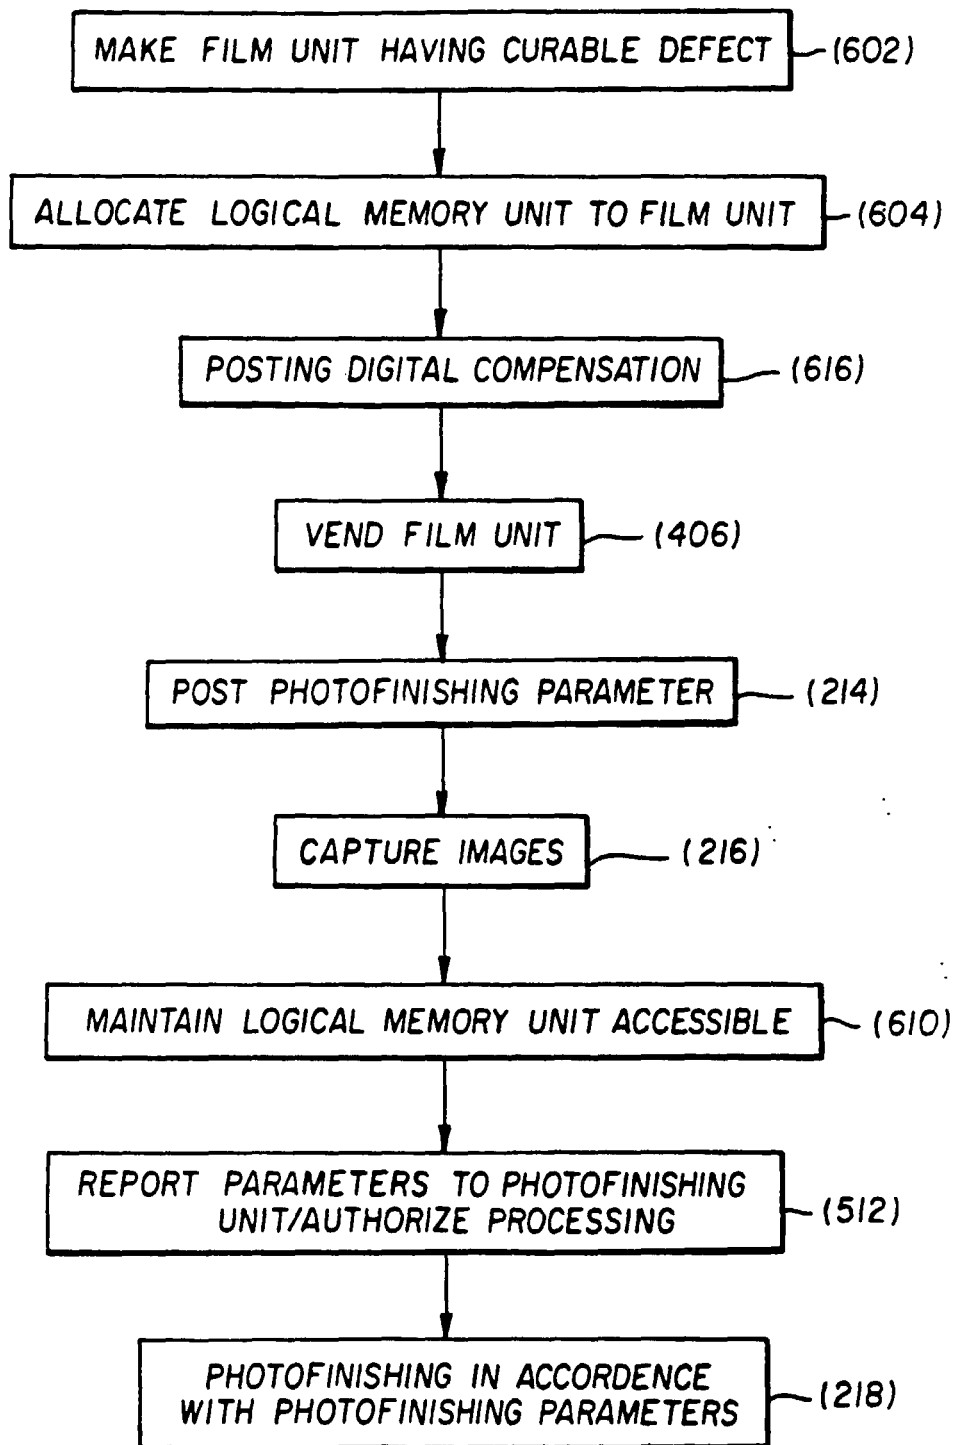 MAKE FILM UNIT HAVING CURABLE DEFECT (602)
ALLOCATE LOGICAL MEMORY UNIT TO FILM UNIT (604)
POSTING DIGITAL COMPENSATION (616)
VEND FILM UNIT (406)
POST PHOTOFINISHING PARAMETER (214)
CAPTURE IMAGES (216)
MAINTAIN LOGICAL MEMORY UNIT ACCESSIBLE (610)
REPORT PARAMETERS TO PHOTOFINISHING
UNIT/AUTHORIZE PROCESSING (512)
PHOTOFINISHING IN ACCORDENCE
WITH PHOTOFINISHING PARAMETERS (218)